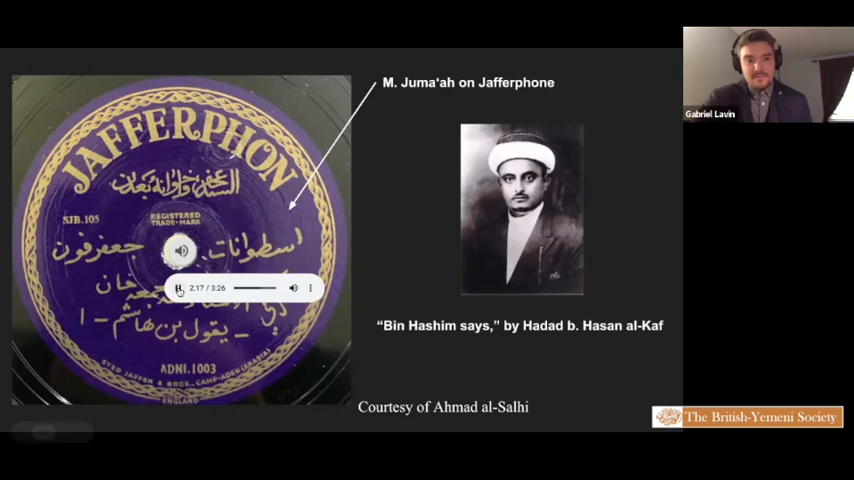 M. Juma‘ah on Jafferphone
Gabriel Lavin
JAFFERPHON
السيد جعفر واخوانه بعدن
SJB.105
REGISTERED
TRADE-MARK
اسطوانات جعفرفون
خان
جمعه
يقول بن هاشم - ١
2:17 / 3:26
ADNI.1003
SYED JAFFER & BROS., CAMP-ADEN (ARABIA)
ENGLAND
“Bin Hashim says,” by Hadad b. Hasan al-Kaf
Courtesy of Ahmad al-Salhi
The British-Yemeni Society